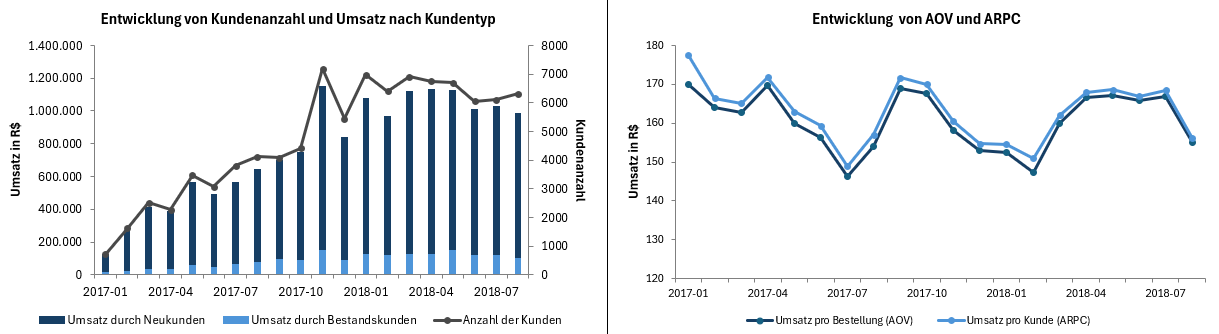 Entwicklung von Kundenanzahl und Umsatz nach Kundentyp
1.400.000
1.200.000
1.000.000
800.000
600.000
400.000
200.000
0
Umsatz in R$
8000
7000
6000
5000
4000
3000
2000
1000
0
Kundenanzahl
2017-01 2017-04 2017-07 2017-10 2018-01 2018-04 2018-07
Umsatz durch Neukunden Umsatz durch Bestandskunden Anzahl der Kunden
Entwicklung von AOV und ARPC
180
170
160
150
140
130
120
Umsatz in R$
2017-01 2017-04 2017-07 2017-10 2018-01 2018-04 2018-07
Umsatz pro Bestellung (AOV) Umsatz pro Kunde (ARPC)